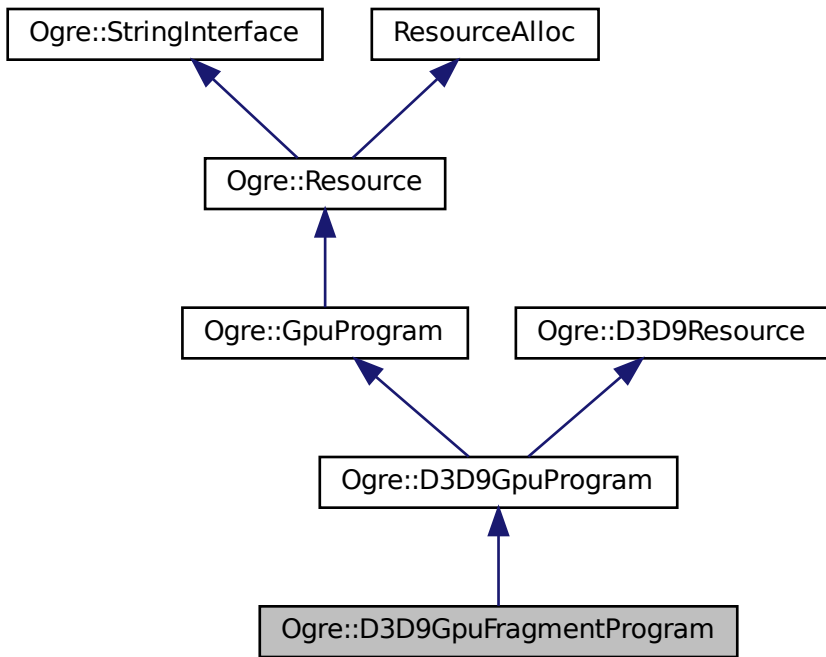 Ogre::StringInterface
ResourceAlloc
Ogre::Resource
Ogre::GpuProgram
Ogre::D3D9Resource
Ogre::D3D9GpuProgram
Ogre::D3D9GpuFragmentProgram